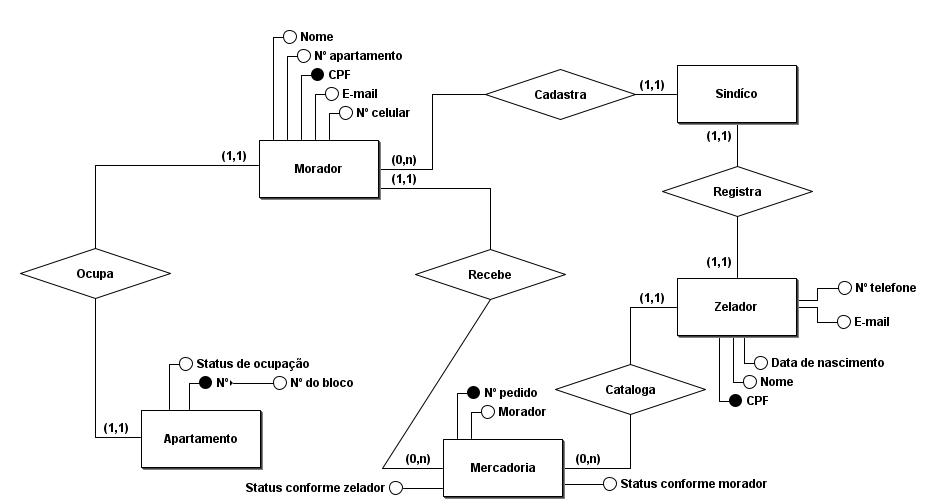 Nome
N° apartamento
CPF
E-mail
N° celular
Cadastra
(1,1)
Sindíco
(1,1)
(1,1)
Morador
(0,n)
(1,1)
Registra
Ocupa
Recebe
(1,1)
(1,1)
Zelador
N° telefone
E-mail
Status de ocupação
N°
N° do bloco
Data de nascimento
Nome
CPF
Cataloga
N° pedido
Morador
(1,1)
Apartamento
(0,n)
Mercadoria
(0,n)
Status conforme zelador
Status conforme morador